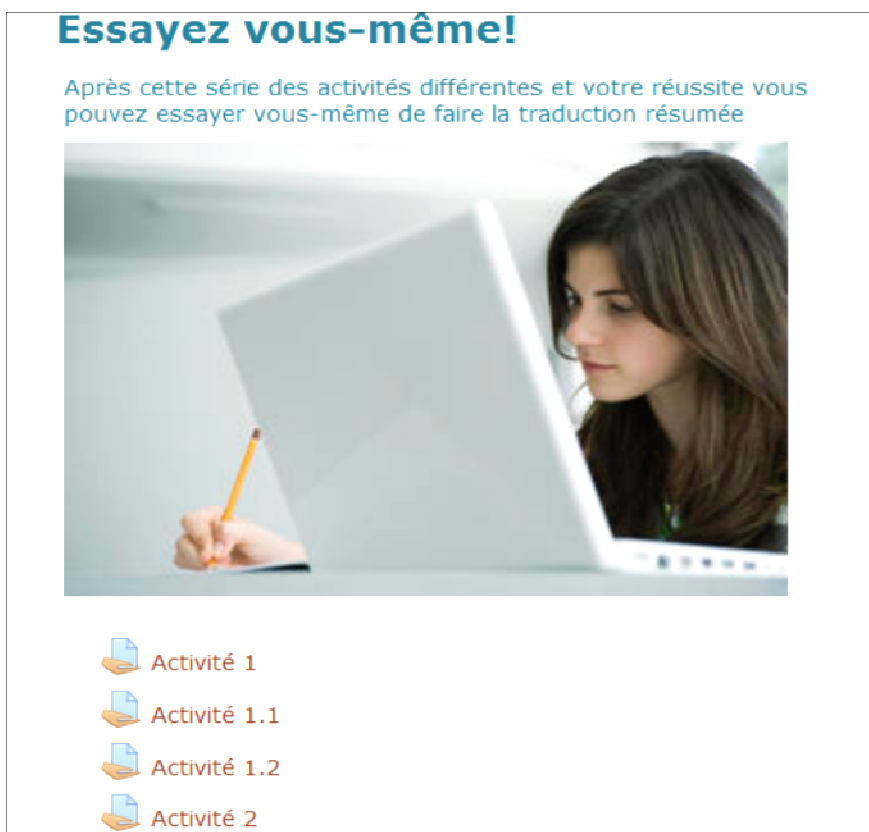 Essayez vous-même!
Après cette série des activités différentes et votre réussite vous
pouvez essayer vous-même de faire la traduction résumée
Activité 1
Activité 1.1
Activité 1.2
Activité 2